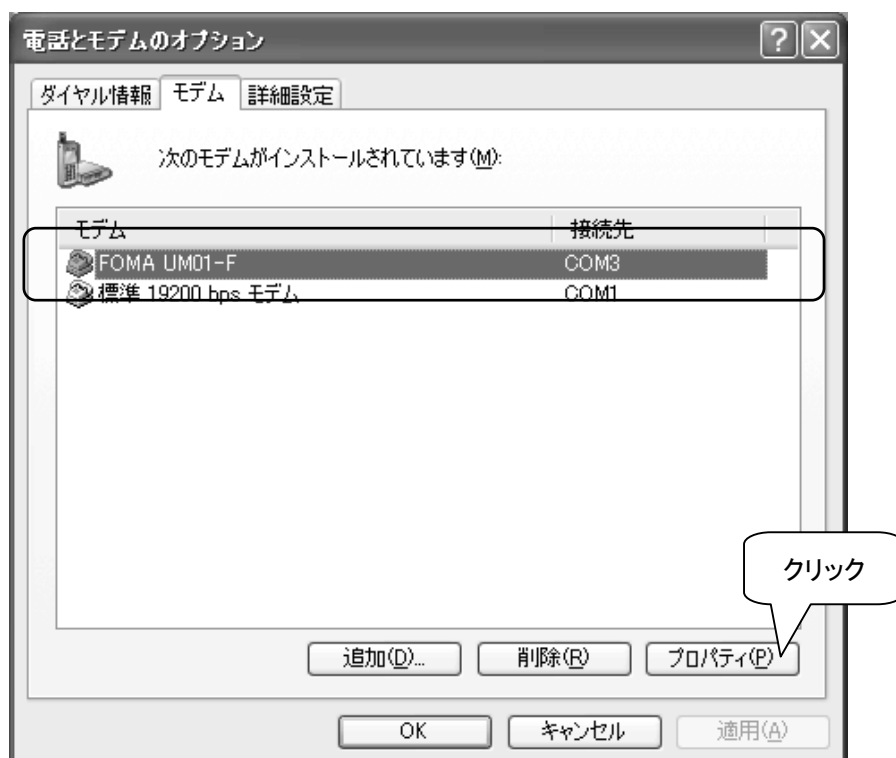 電話とモデムのオプション
ダイヤル情報 モデム 詳細設定
次のモデムがインストールされています(M):
モデム 接続先
FOMA UM01-F COM3
標準 19200 bps モデム COM1
クリック
追加(D)... 削除(R) プロパティ(P)
OK キャンセル 適用(A)